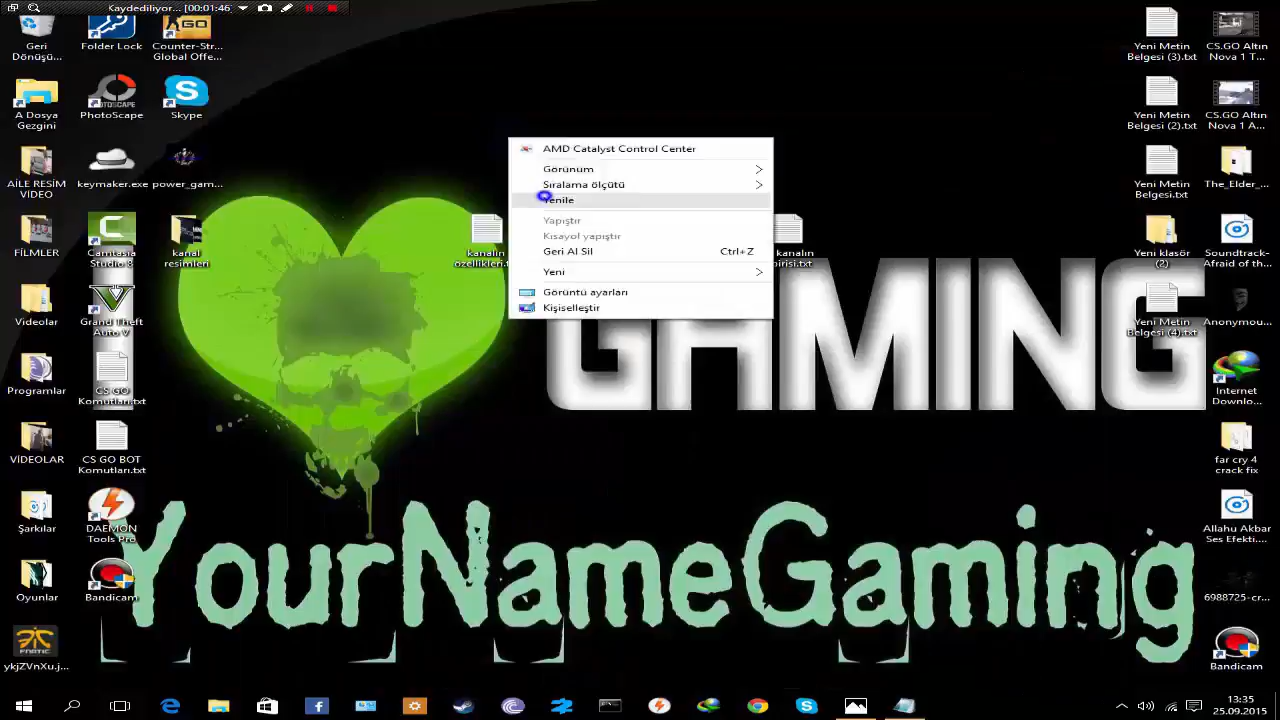 Kaydediliyor... [00:01:46]
Geri
Dönüşü...
Folder Lock
Counter-Str...
Global Offe...
GO
A Dosya
Gezgini
PhotoScape
PHOTOSCAPE
Skype
AİLE RESİM
VİDEO
keymaker.exe
power_gam...
FİLMLER
Camtasia
Studio 8
kanal
resimleri
Videolar
Grand Theft
Auto V
Programlar
CS GO
Komutları.txt
VİDEOLAR
CS GO BOT
Komutları.txt
Şarkılar
DAEMON
Tools Pro
Oyunlar
Bandicam
FNATIC
ykjZVnXu.j...
kanalın
özellikleri.t
AMD Catalyst Control Center
Görünüm
Sıralama ölçütü
Yenile
Yapıştır
Kısayol yapıştır
Geri Al Sil Ctrl+Z
Yeni
Görüntü ayarları
Kişiselleştir
kanalın
birisi.txt
GAMING
YourNameGaming
Yeni Metin
Belgesi (3).txt
CS.GO Altın
Nova 1 T...
Yeni Metin
Belgesi (2).txt
CS.GO Altın
Nova 1 A...
Yeni Metin
Belgesi.txt
The_Elder_...
Yeni klasör
(2)
Soundtrack-
Afraid of th...
Yeni Metin
Belgesi (4).txt
Anonymou...
Internet
Downlo...
far cry 4
crack fix
Allahu Akbar
Ses Efekti....
6988725-cr...
Bandicam
13:35
25.09.2015